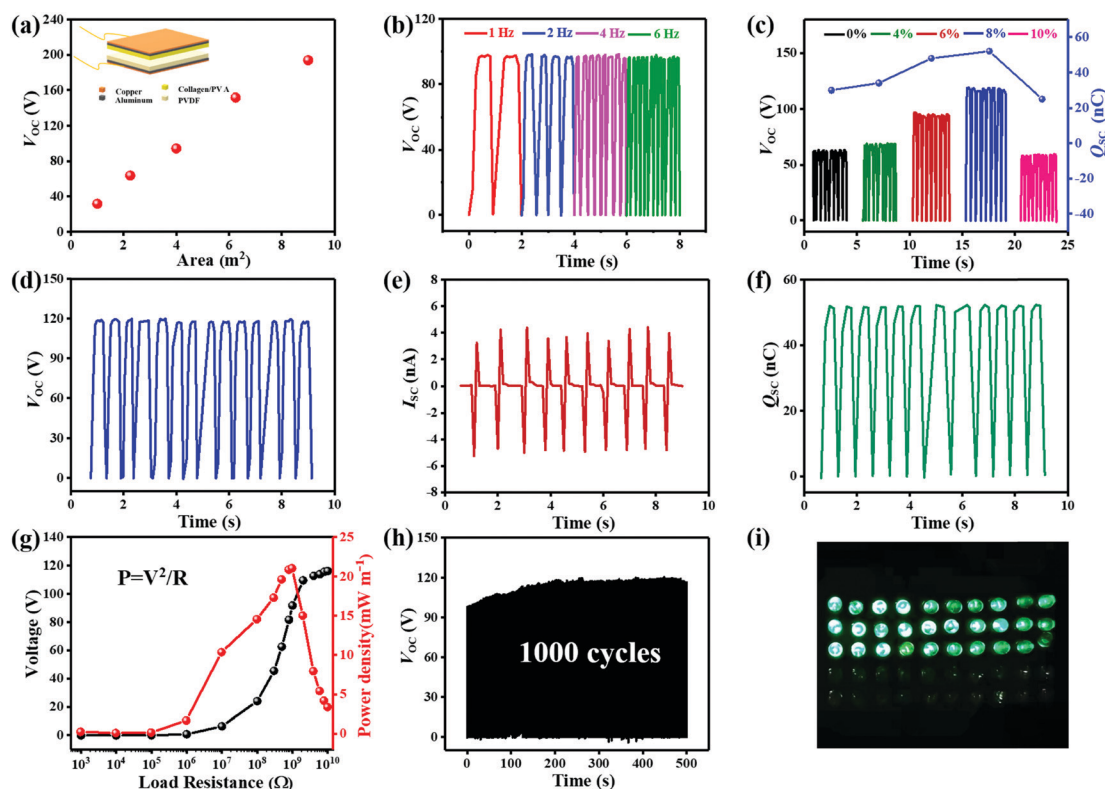 (a)
240
200
160
120
80
40
0
V_OC (V)
Copper
Aluminum
Collagen/PVA
PVDF
0 2 4 6 8 10
Area (m²)
(b)
120
80
40
0
V_OC (V)
1 Hz 2 Hz 4 Hz 6 Hz
0 2 4 6 8
Time (s)
(c)
150
100
50
0
V_OC (V)
0% 4% 6% 8% 10%
60
40
20
0
-20
-40
Q_SC (nC)
0 5 10 15 20 25
Time (s)
(d)
150
120
90
60
30
0
V_OC (V)
0 2 4 6 8 10
Time (s)
(e)
8
6
4
2
0
-2
-4
-6
-8
I_SC (nA)
0 2 4 6 8 10
Time (s)
(f)
60
40
20
0
Q_SC (nC)
0 2 4 6 8 10
Time (s)
(g)
140
120
100
80
60
40
20
0
Voltage (V)
P=V²/R
25
20
15
10
5
0
Power density(mW m⁻¹)
10³ 10⁴ 10⁵ 10⁶ 10⁷ 10⁸ 10⁹ 10¹⁰
Load Resistance (Ω)
(h)
150
120
90
60
30
0
V_OC (V)
1000 cycles
0 100 200 300 400 500
Time (s)
(i)